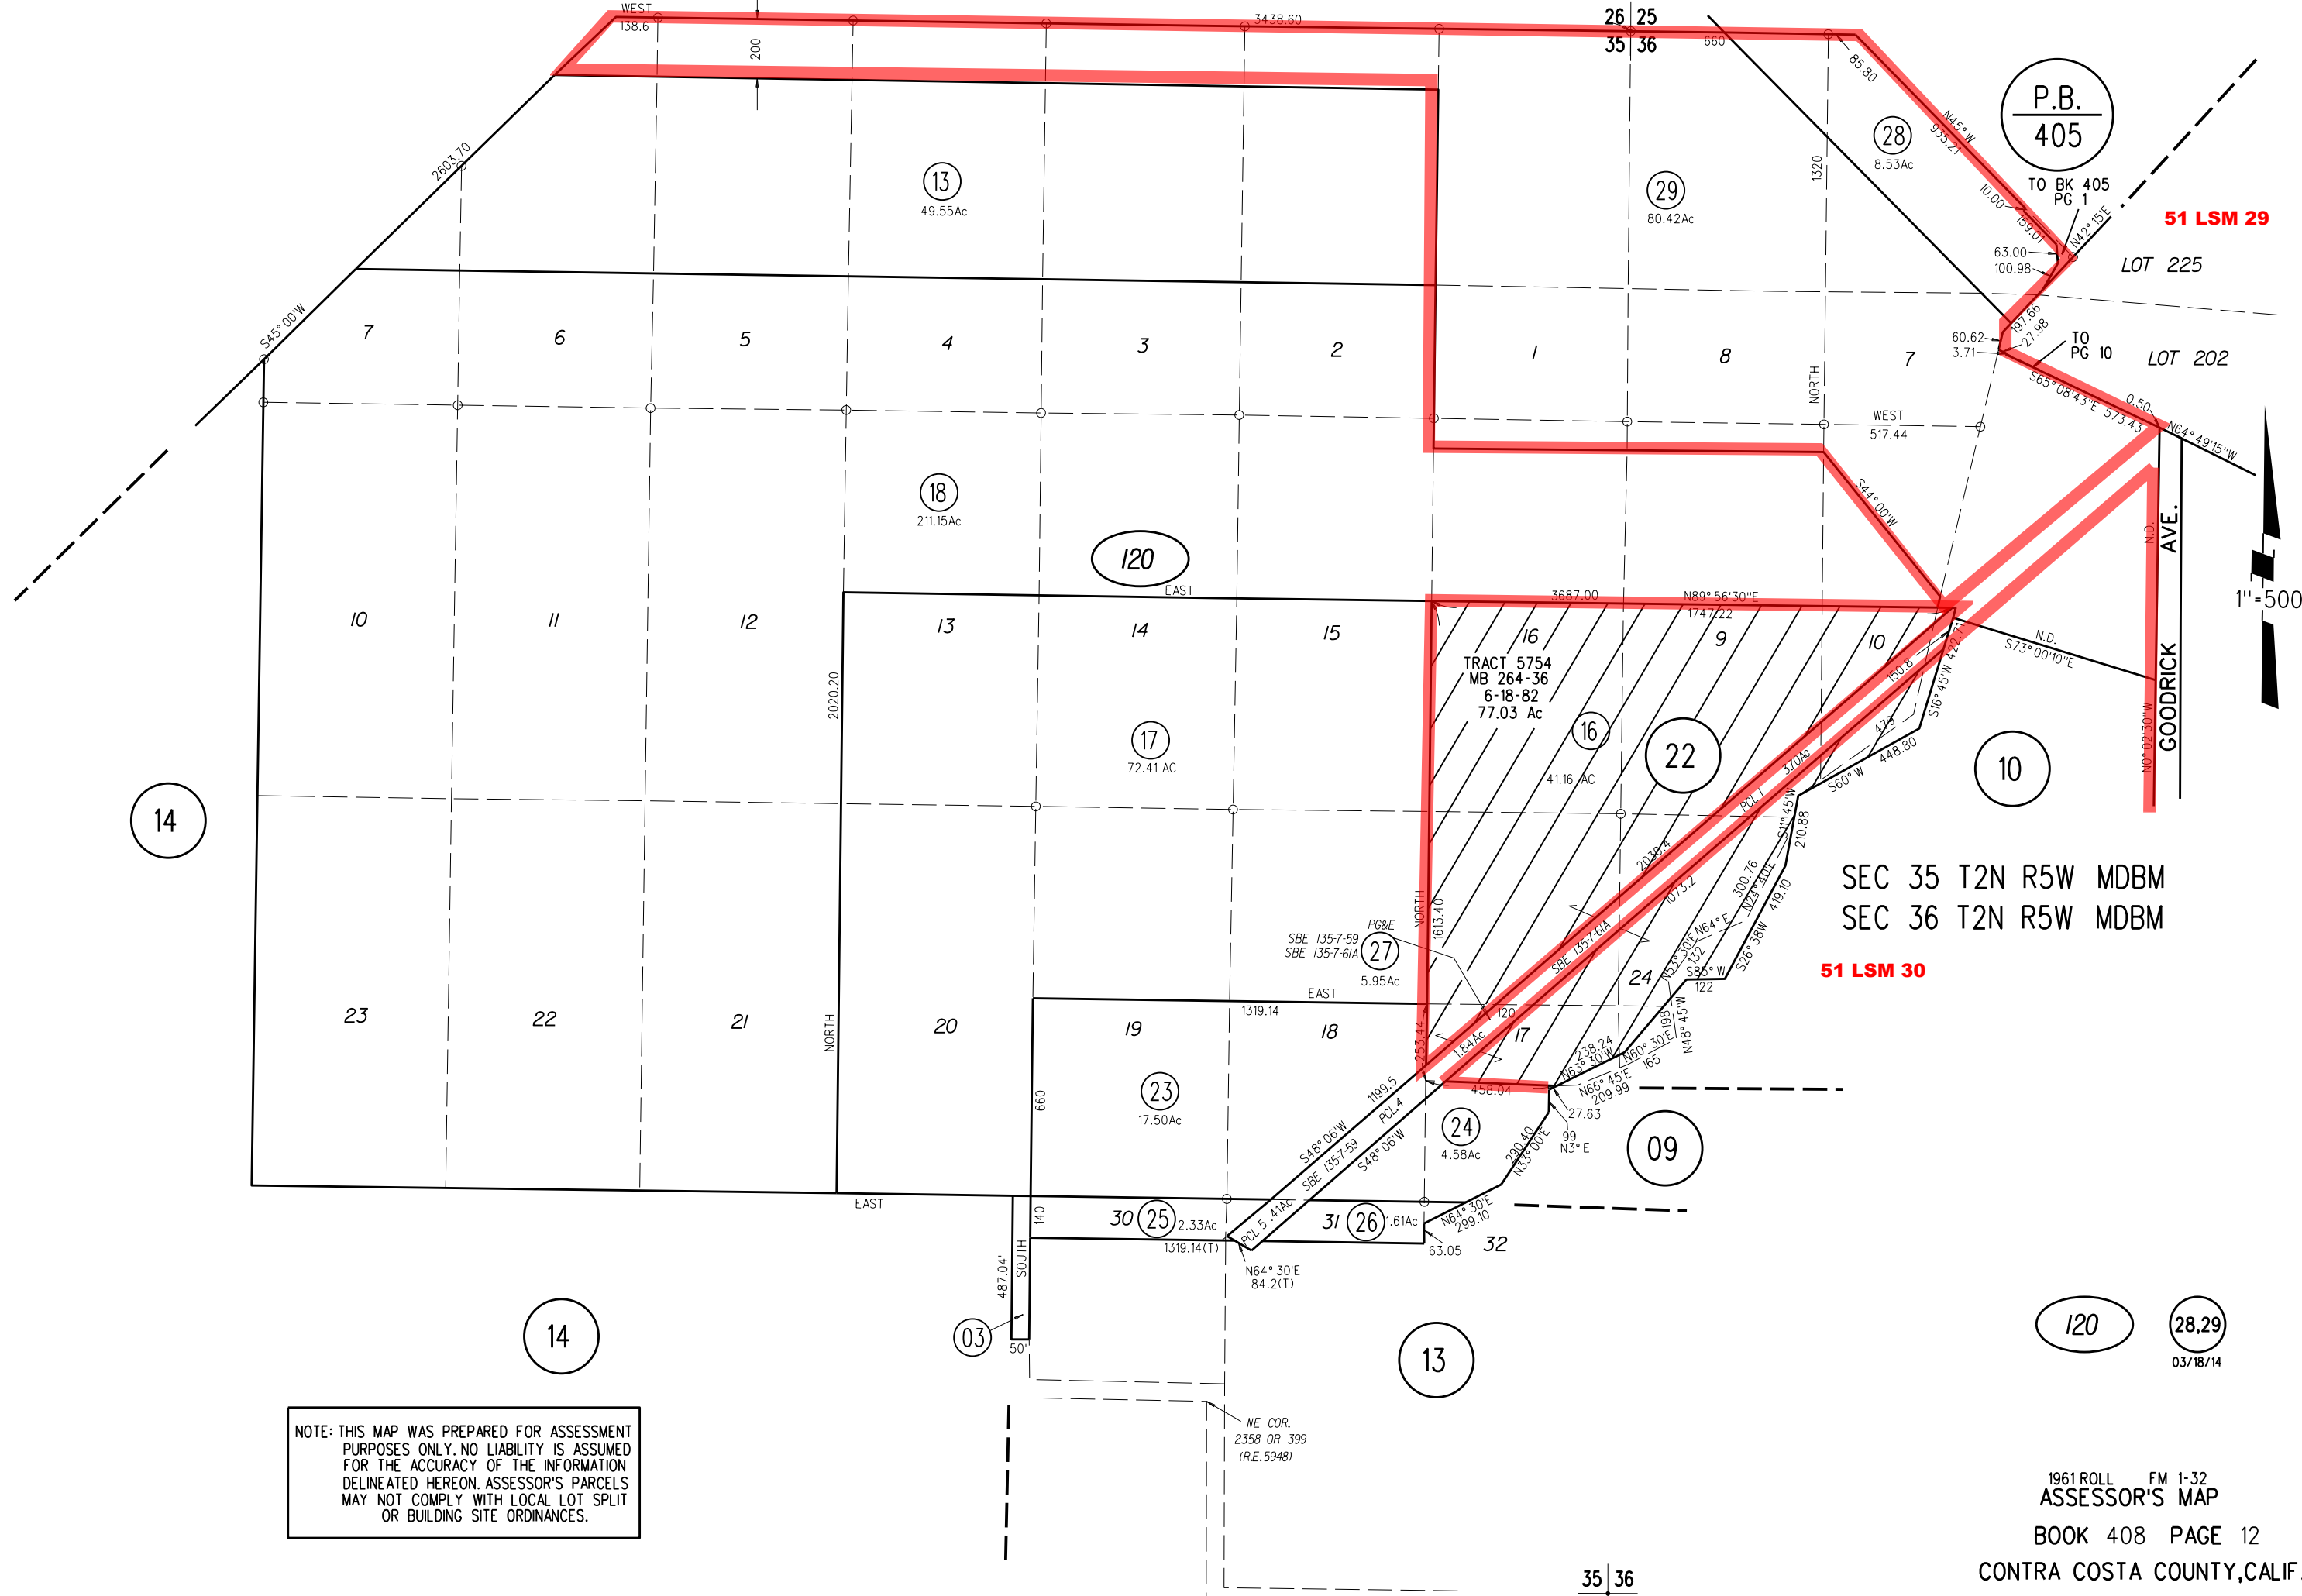 WEST
138.6
200
3438.60
26 25
35 36
660
85.80
N45° W
935.21
P.B.
405
TO BK 405
PG 1
51 LSM 29
28
8.53Ac
1320
10.00
159.01
N42° 15'E
63.00
100.98
LOT 225
2603.70
13
49.55Ac
29
80.42Ac
S45° 00'W
7
6
5
4
3
2
1
8
7
197.66
27.98
60.62
3.71
TO
PG 10
LOT 202
S65° 08'43"E 573.43
0.50
N64° 49'15"W
NORTH
WEST
517.44
S44° 00'W
18
211.15Ac
120
N.D.
GOODRICK AVE.
1"=500
EAST
3687.00
N89° 56'30"E
1747.22
10
11
12
13
14
15
16
9
10
TRACT 5754
MB 264-36
6-18-82
77.03 Ac
N.D.
S73° 00'10"E
150.8
S16° 45'W 422.71
2020.20
17
72.41 AC
16
41.16 AC
22
3.70Ac
PCL 1
479
S60° W
448.80
N0° 02'30"W
10
14
S11° 45'W
210.88
SEC 35 T2N R5W MDBM
SEC 36 T2N R5W MDBM
51 LSM 30
2030.4
1073.2
300.76
N24° 40'E
419.10
S26° 38W
NORTH
1613.40
PG&E
SBE 135-7-59
SBE 135-7-61A
27
5.95Ac
SBE 135-7-61A
N53° 30'E
N64° E
132
S85° W
122
24
23
22
21
20
19
18
17
NORTH
EAST
1319.14
120
253.44
1.84Ac
198
N48° 45'W
238.24
N63° 30'W
N60° 30'E
165
N66° 45'E
209.99
458.04
27.63
99
N3° E
660
23
17.50Ac
1199.5
S48° 06'W
PCL 4
SBE 135-7-59
S48° 06'W
24
4.58Ac
290.40
N33° 00'E
09
EAST
140
30
25
2.33Ac
PCL 5 .41Ac
31
26
1.61Ac
N64° 30'E
299.10
63.05
32
1319.14(T)
N64° 30'E
84.2(T)
487.04'
SOUTH
03
50'
14
13
NE COR.
2358 OR 399
(R.E.5948)
120
28,29
03/18/14
NOTE: THIS MAP WAS PREPARED FOR ASSESSMENT
PURPOSES ONLY. NO LIABILITY IS ASSUMED
FOR THE ACCURACY OF THE INFORMATION
DELINEATED HEREON. ASSESSOR'S PARCELS
MAY NOT COMPLY WITH LOCAL LOT SPLIT
OR BUILDING SITE ORDINANCES.
1961 ROLL FM 1-32
ASSESSOR'S MAP
BOOK 408 PAGE 12
CONTRA COSTA COUNTY,CALIF.
35 36